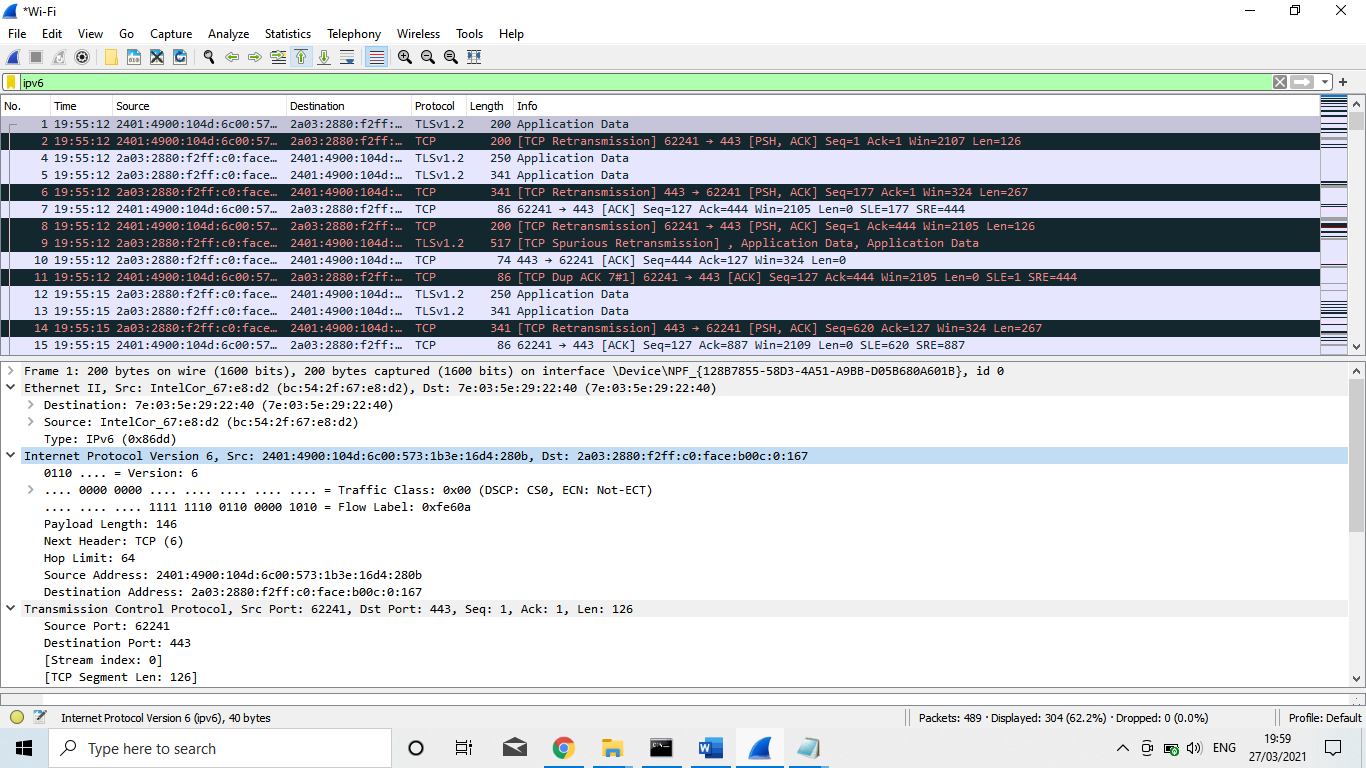 *Wi-Fi
File Edit View Go Capture Analyze Statistics Telephony Wireless Tools Help
ipv6
No. Time Source Destination Protocol Length Info
1 19:55:12 2401:4900:104d:6c00:57… 2a03:2880:f2ff:… TLSv1.2 200 Application Data
2 19:55:12 2401:4900:104d:6c00:57… 2a03:2880:f2ff:… TCP 200 [TCP Retransmission] 62241 → 443 [PSH, ACK] Seq=1 Ack=1 Win=2107 Len=126
4 19:55:12 2a03:2880:f2ff:c0:face… 2401:4900:104d:… TLSv1.2 250 Application Data
5 19:55:12 2a03:2880:f2ff:c0:face… 2401:4900:104d:… TLSv1.2 341 Application Data
6 19:55:12 2a03:2880:f2ff:c0:face… 2401:4900:104d:… TCP 341 [TCP Retransmission] 443 → 62241 [PSH, ACK] Seq=177 Ack=1 Win=324 Len=267
7 19:55:12 2401:4900:104d:6c00:57… 2a03:2880:f2ff:… TCP 86 62241 → 443 [ACK] Seq=127 Ack=444 Win=2105 Len=0 SLE=177 SRE=444
8 19:55:12 2401:4900:104d:6c00:57… 2a03:2880:f2ff:… TCP 200 [TCP Retransmission] 62241 → 443 [PSH, ACK] Seq=1 Ack=444 Win=2105 Len=126
9 19:55:12 2a03:2880:f2ff:c0:face… 2401:4900:104d:… TLSv1.2 517 [TCP Spurious Retransmission] , Application Data, Application Data
10 19:55:12 2a03:2880:f2ff:c0:face… 2401:4900:104d:… TCP 74 443 → 62241 [ACK] Seq=444 Ack=127 Win=324 Len=0
11 19:55:12 2401:4900:104d:6c00:57… 2a03:2880:f2ff:… TCP 86 [TCP Dup ACK 7#1] 62241 → 443 [ACK] Seq=127 Ack=444 Win=2105 Len=0 SLE=1 SRE=444
12 19:55:15 2a03:2880:f2ff:c0:face… 2401:4900:104d:… TLSv1.2 250 Application Data
13 19:55:15 2a03:2880:f2ff:c0:face… 2401:4900:104d:… TLSv1.2 341 Application Data
14 19:55:15 2a03:2880:f2ff:c0:face… 2401:4900:104d:… TCP 341 [TCP Retransmission] 443 → 62241 [PSH, ACK] Seq=620 Ack=127 Win=324 Len=267
15 19:55:15 2401:4900:104d:6c00:57… 2a03:2880:f2ff:… TCP 86 62241 → 443 [ACK] Seq=127 Ack=887 Win=2109 Len=0 SLE=620 SRE=887
Frame 1: 200 bytes on wire (1600 bits), 200 bytes captured (1600 bits) on interface \Device\NPF_{128B7855-58D3-4A51-A9BB-D05B680A601B}, id 0
Ethernet II, Src: IntelCor_67:e8:d2 (bc:54:2f:67:e8:d2), Dst: 7e:03:5e:29:22:40 (7e:03:5e:29:22:40)
Destination: 7e:03:5e:29:22:40 (7e:03:5e:29:22:40)
Source: IntelCor_67:e8:d2 (bc:54:2f:67:e8:d2)
Type: IPv6 (0x86dd)
Internet Protocol Version 6, Src: 2401:4900:104d:6c00:573:1b3e:16d4:280b, Dst: 2a03:2880:f2ff:c0:face:b00c:0:167
0110 .... = Version: 6
.... 0000 0000 .... .... .... .... .... = Traffic Class: 0x00 (DSCP: CS0, ECN: Not-ECT)
.... .... .... 1111 1110 0110 0000 1010 = Flow Label: 0xfe60a
Payload Length: 146
Next Header: TCP (6)
Hop Limit: 64
Source Address: 2401:4900:104d:6c00:573:1b3e:16d4:280b
Destination Address: 2a03:2880:f2ff:c0:face:b00c:0:167
Transmission Control Protocol, Src Port: 62241, Dst Port: 443, Seq: 1, Ack: 1, Len: 126
Source Port: 62241
Destination Port: 443
[Stream index: 0]
[TCP Segment Len: 126]
Internet Protocol Version 6 (ipv6), 40 bytes Packets: 489 · Displayed: 304 (62.2%) · Dropped: 0 (0.0%) Profile: Default
Type here to search ENG 19:59
27/03/2021